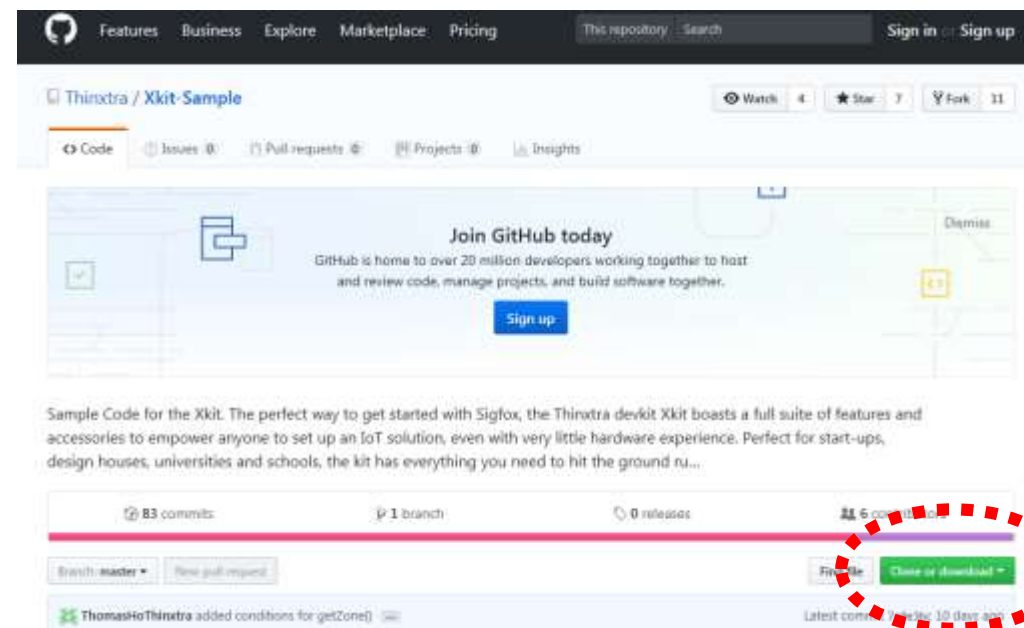 Features Business Explore Marketplace Pricing This repository Search Sign in or Sign up
Thinxtra / Xkit-Sample Watch 4 Star 7 Fork 11
Code Issues 0 Pull requests 0 Projects 0 Insights
Join GitHub today
Dismiss
GitHub is home to over 20 million developers working together to host
and review code, manage projects, and build software together.
Sign up
Sample Code for the Xkit. The perfect way to get started with Sigfox, the Thinxtra devkit Xkit boasts a full suite of features and
accessories to empower anyone to set up an IoT solution, even with very little hardware experience. Perfect for start-ups,
design houses, universities and schools, the kit has everything you need to hit the ground ru...
83 commits 1 branch 0 releases 6 contributors
Branch: master New pull request Find file Clone or download
ThomasHoThinxtra added conditions for getZone() Latest commit 10 days ago